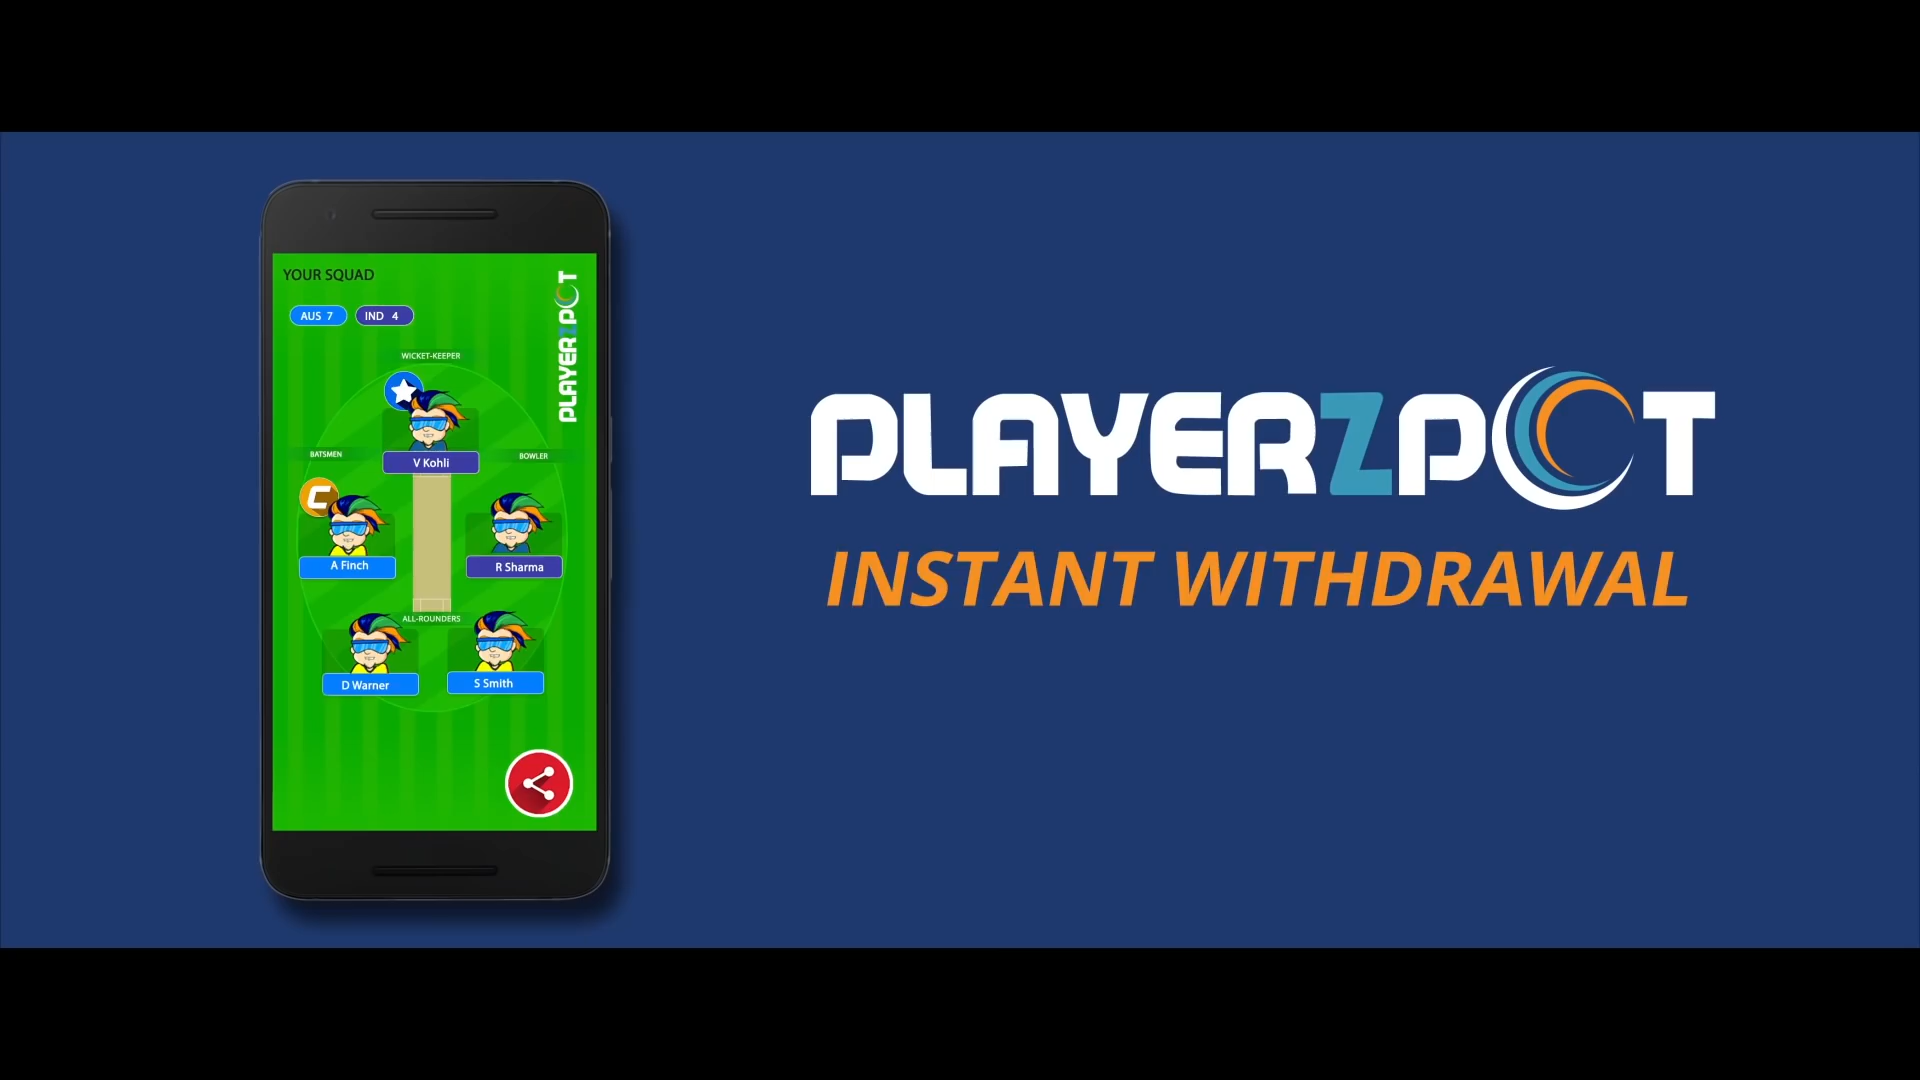 YOUR SQUAD
AUS 7 IND 4
PLAYERZPOT
WICKET-KEEPER
V Kohli
BATSMEN
BOWLER
C
A Finch
R Sharma
ALL-ROUNDERS
D Warner
S Smith
PLAYERZPOT
INSTANT WITHDRAWAL